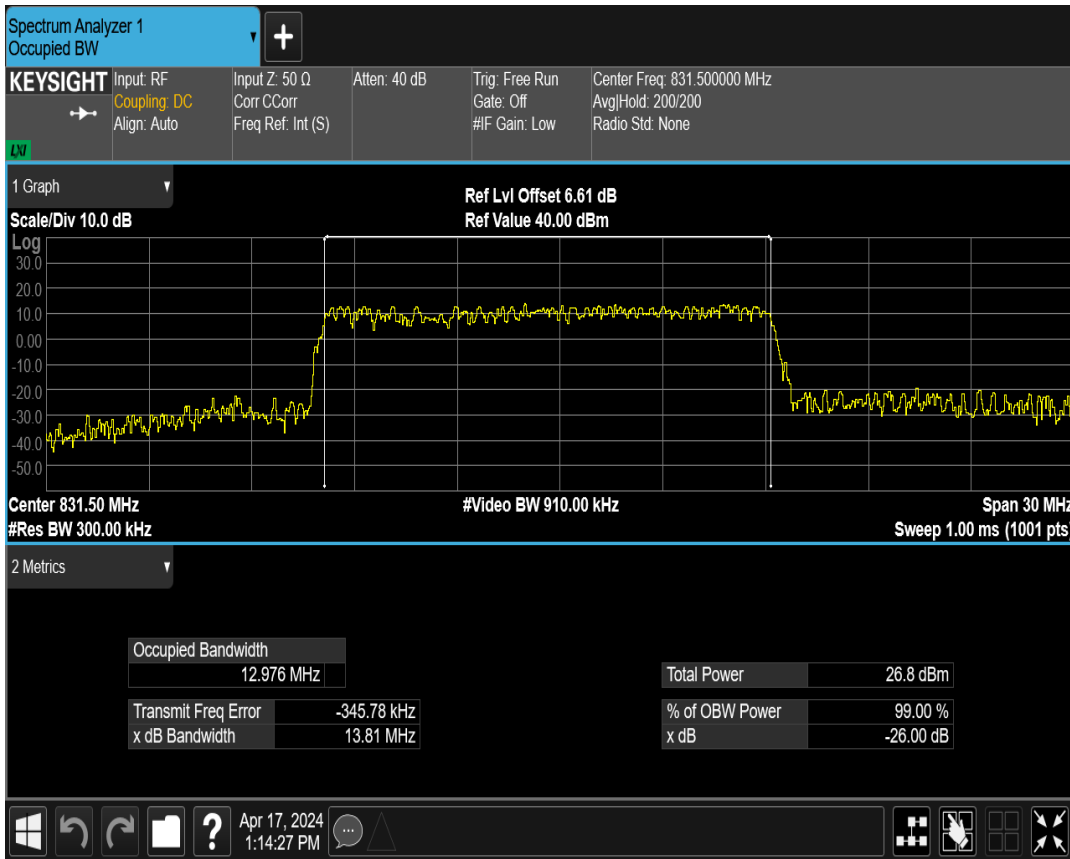 Spectrum Analyzer 1
Occupied BW
+
KEYSIGHT
LXI
Input: RF
Coupling: DC
Align: Auto
Input Z: 50 Ω
Corr CCorr
Freq Ref: Int (S)
Atten: 40 dB
Trig: Free Run
Gate: Off
#IF Gain: Low
Center Freq: 831.500000 MHz
Avg|Hold: 200/200
Radio Std: None
1 Graph
Scale/Div 10.0 dB
Ref Lvl Offset 6.61 dB
Ref Value 40.00 dBm
Log
30.0
20.0
10.0
0.00
-10.0
-20.0
-30.0
-40.0
-50.0
Center 831.50 MHz
#Video BW 910.00 kHz
Span 30 MHz
#Res BW 300.00 kHz
Sweep 1.00 ms (1001 pts)
2 Metrics
Occupied Bandwidth
12.976 MHz
Total Power 26.8 dBm
Transmit Freq Error -345.78 kHz
% of OBW Power 99.00 %
x dB Bandwidth 13.81 MHz
x dB -26.00 dB
?
Apr 17, 2024
1:14:27 PM